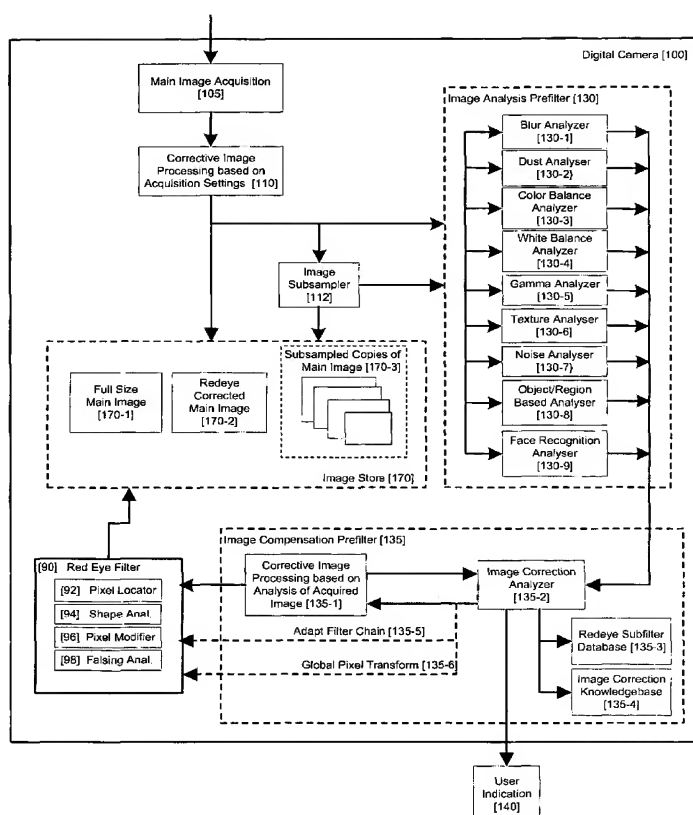 Digital Camera [100]
Main Image Acquisition
[105]
Corrective Image
Processing based on
Acquisition Settings [110]
Image
Subsampler
[112]
Image Analysis Prefilter [130]
Blur Analyzer
[130-1]
Dust Analyser
[130-2}
Color Balance
Analyzer
[130-3]
White Balance
Analyzer
[130-4]
Gamma Analyzer
[130-5]
Texture Analyser
[130-6]
Noise Analyser
[130-7}
Object/Region
Based Analyser
[130-8]
Face Recognition
Analyser
[130-9]
Full Size
Main Image
[170-1]
Redeye
Corrected
Main Image
[170-2]
Subsampled Copies of
Main Image [170-3]
Image Store [170]
Image Compensation Prefilter [135]
[90] Red Eye Filter
[92] Pixel Locator
[94] Shape Anal.
[96] Pixel Modifier
[98] Falsing Anal.
Corrective Image
Processing based on
Analysis of Acquired
Image [135-1]
Image Correction
Analyzer
[135-2]
Adapt Filter Chain [135-5]
Global Pixel Transform [135-6]
Redeye Subfilter
Database [135-3]
Image Correction
Knowledgebase
[135-4]
User
Indication
[140]